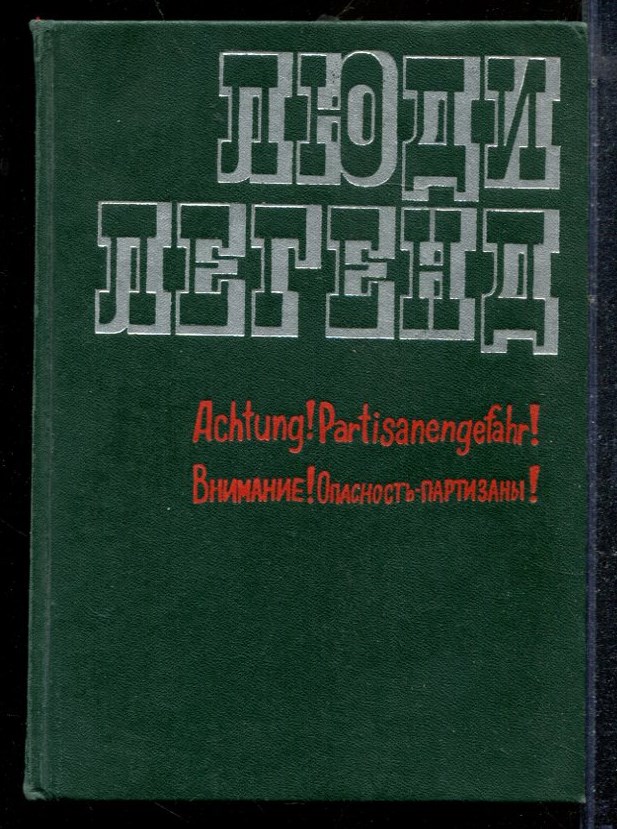 ЛЮДИ
ЛЕГЕНД
Achtung! Partisanengefahr!
Внимание! Опасность-партизаны!